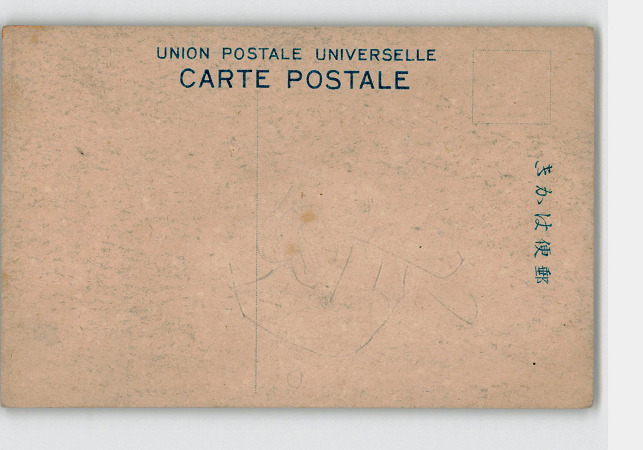 UNION POSTALE UNIVERSELLE
CARTE POSTALE
きかは便郵